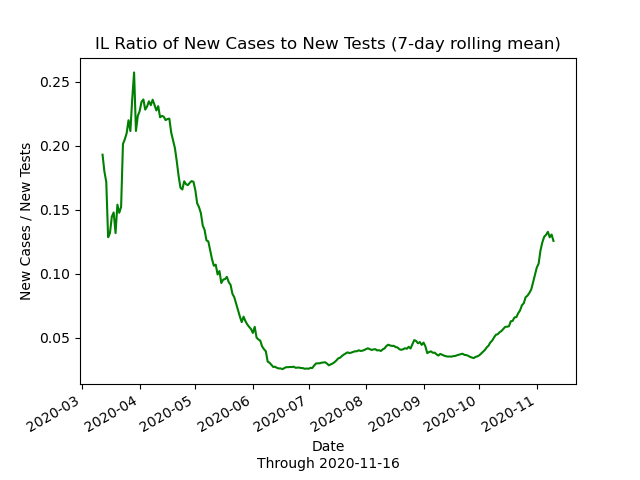 IL Ratio of New Cases to New Tests (7-day rolling mean)
New Cases / New Tests
0.25
0.20
0.15
0.10
0.05
2020-03 2020-04 2020-05 2020-06 2020-07 2020-08 2020-09 2020-10 2020-11
Date
Through 2020-11-16